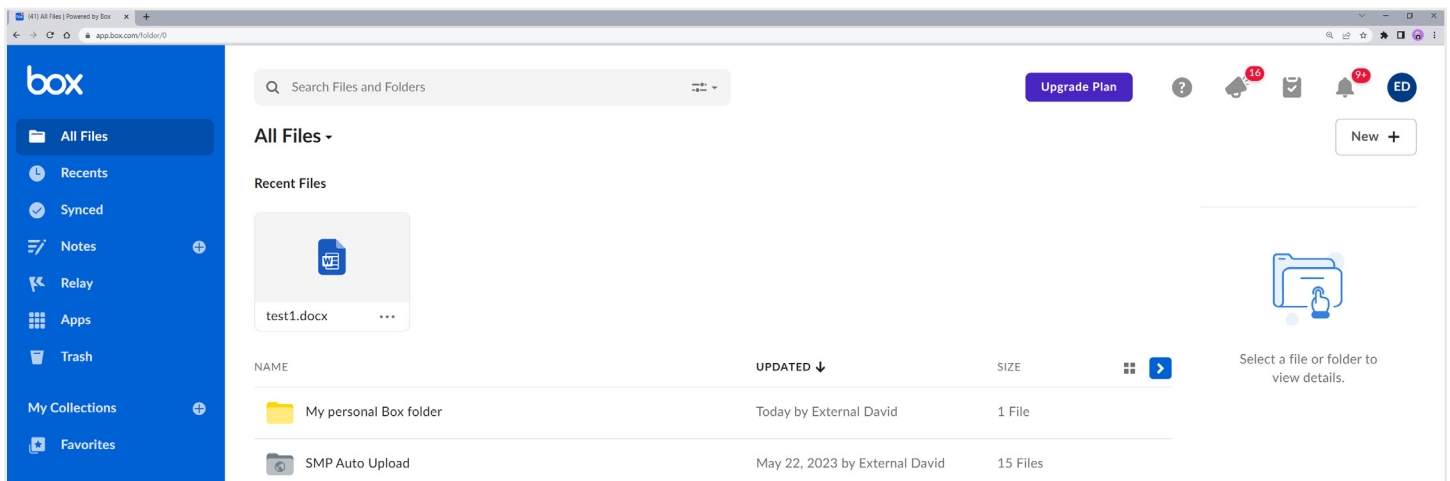 (41) All Files | Powered by Box
app.box.com/folder/0
box
Search Files and Folders
Upgrade Plan
16
9+
ED
All Files
Recents
Synced
Notes
Relay
Apps
Trash
My Collections
Favorites
All Files
New +
Recent Files
test1.docx
NAME UPDATED SIZE
My personal Box folder Today by External David 1 File
SMP Auto Upload May 22, 2023 by External David 15 Files
Select a file or folder to
view details.